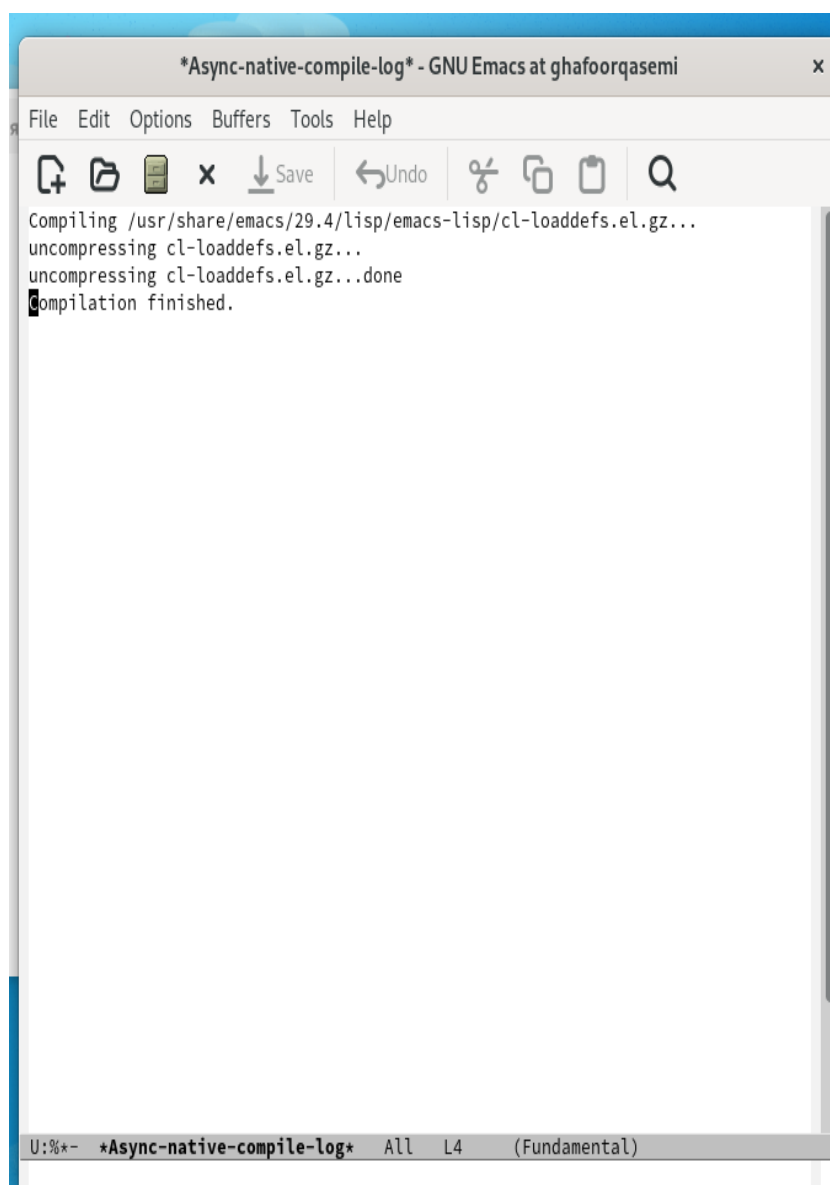 *Async-native-compile-log* - GNU Emacs at ghafoorqasemi
File Edit Options Buffers Tools Help
Save Undo
Compiling /usr/share/emacs/29.4/lisp/emacs-lisp/cl-loaddefs.el.gz...
uncompressing cl-loaddefs.el.gz...
uncompressing cl-loaddefs.el.gz...done
Compilation finished.
U:%*- *Async-native-compile-log* All L4 (Fundamental)